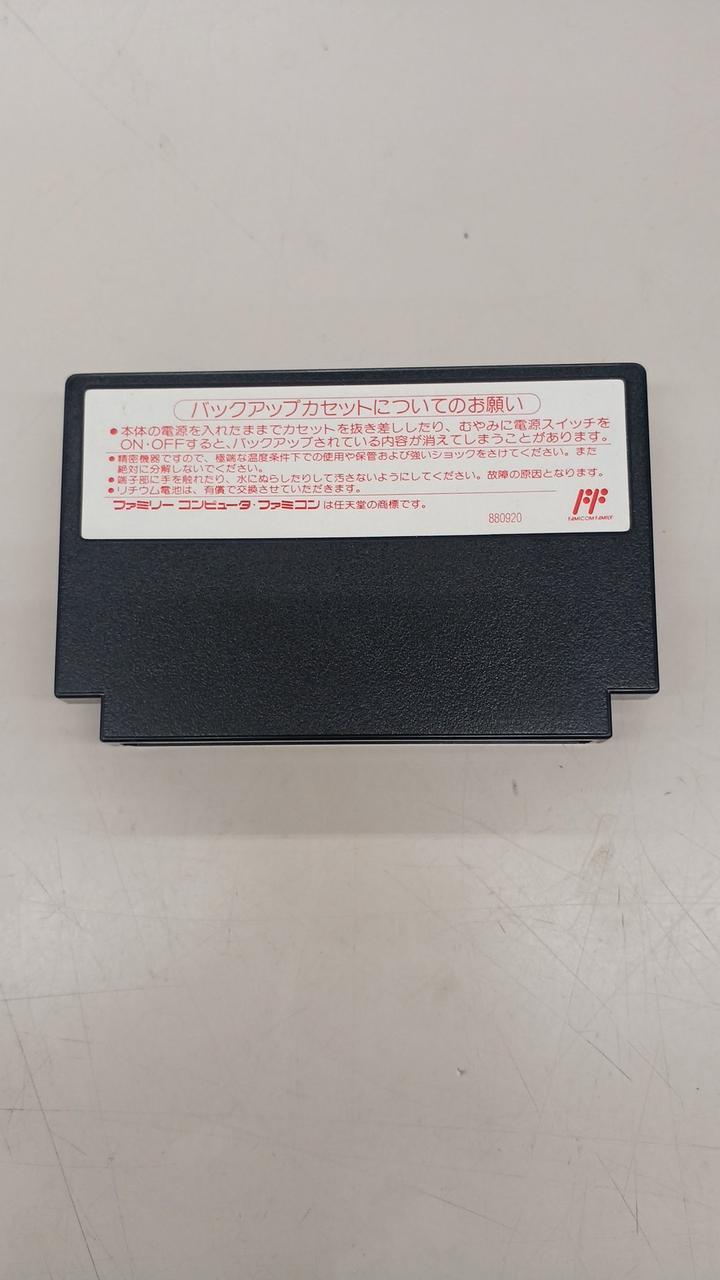 バックアップカセットについてのお願い
●本体の電源を入れたままでカセットを抜き差ししたり、むやみに電源スイッチを
ON・OFFすると、バックアップされている内容が消えてしまうことがあります。
●精密機器ですので、極端な温度条件下での使用や保管および強いショックをさけてください。また
絶対に分解しないでください。
●端子部に手を触れたり、水にぬらしたりして汚さないようにしてください。故障の原因となります。
●リチウム電池は、有償で交換させていただきます。
ファミリーコンピュータ・ファミコンは任天堂の商標です。
880920
FAMICOM FAMILY